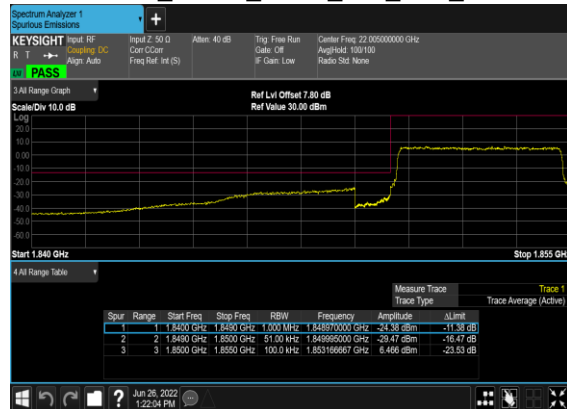 Spectrum Analyzer 1
Spurious Emissions
+
KEYSIGHT Input: RF Input Z: 50 Ω Atten: 40 dB Trig: Free Run Center Freq: 22.005000000 GHz
R T Coupling: DC Corr CCorr Gate: Off Avg|Hold: 100/100
Align: Auto Freq Ref: Int (S) IF Gain: Low Radio Std: None
PASS
3 All Range Graph Ref Lvl Offset 7.80 dB
Scale/Div 10.0 dB Ref Value 30.00 dBm
Log
20.0
10.0
0.00
-10.0
-20.0
-30.0
-40.0
-50.0
-60.0
Start 1.840 GHz Stop 1.855 GH
4 All Range Table
Measure Trace Trace 1
Trace Type Trace Average (Active)
Spur Range Start Freq Stop Freq RBW Frequency Amplitude ΔLimit
1 1 1.8400 GHz 1.8490 GHz 1.000 MHz 1.848970000 GHz -24.38 dBm -11.38 dB
2 2 1.8490 GHz 1.8500 GHz 51.00 kHz 1.849995000 GHz -29.47 dBm -16.47 dB
3 3 1.8500 GHz 1.8550 GHz 100.0 kHz 1.853166667 GHz 6.466 dBm -23.53 dB
? Jun 26, 2022
1:22:04 PM